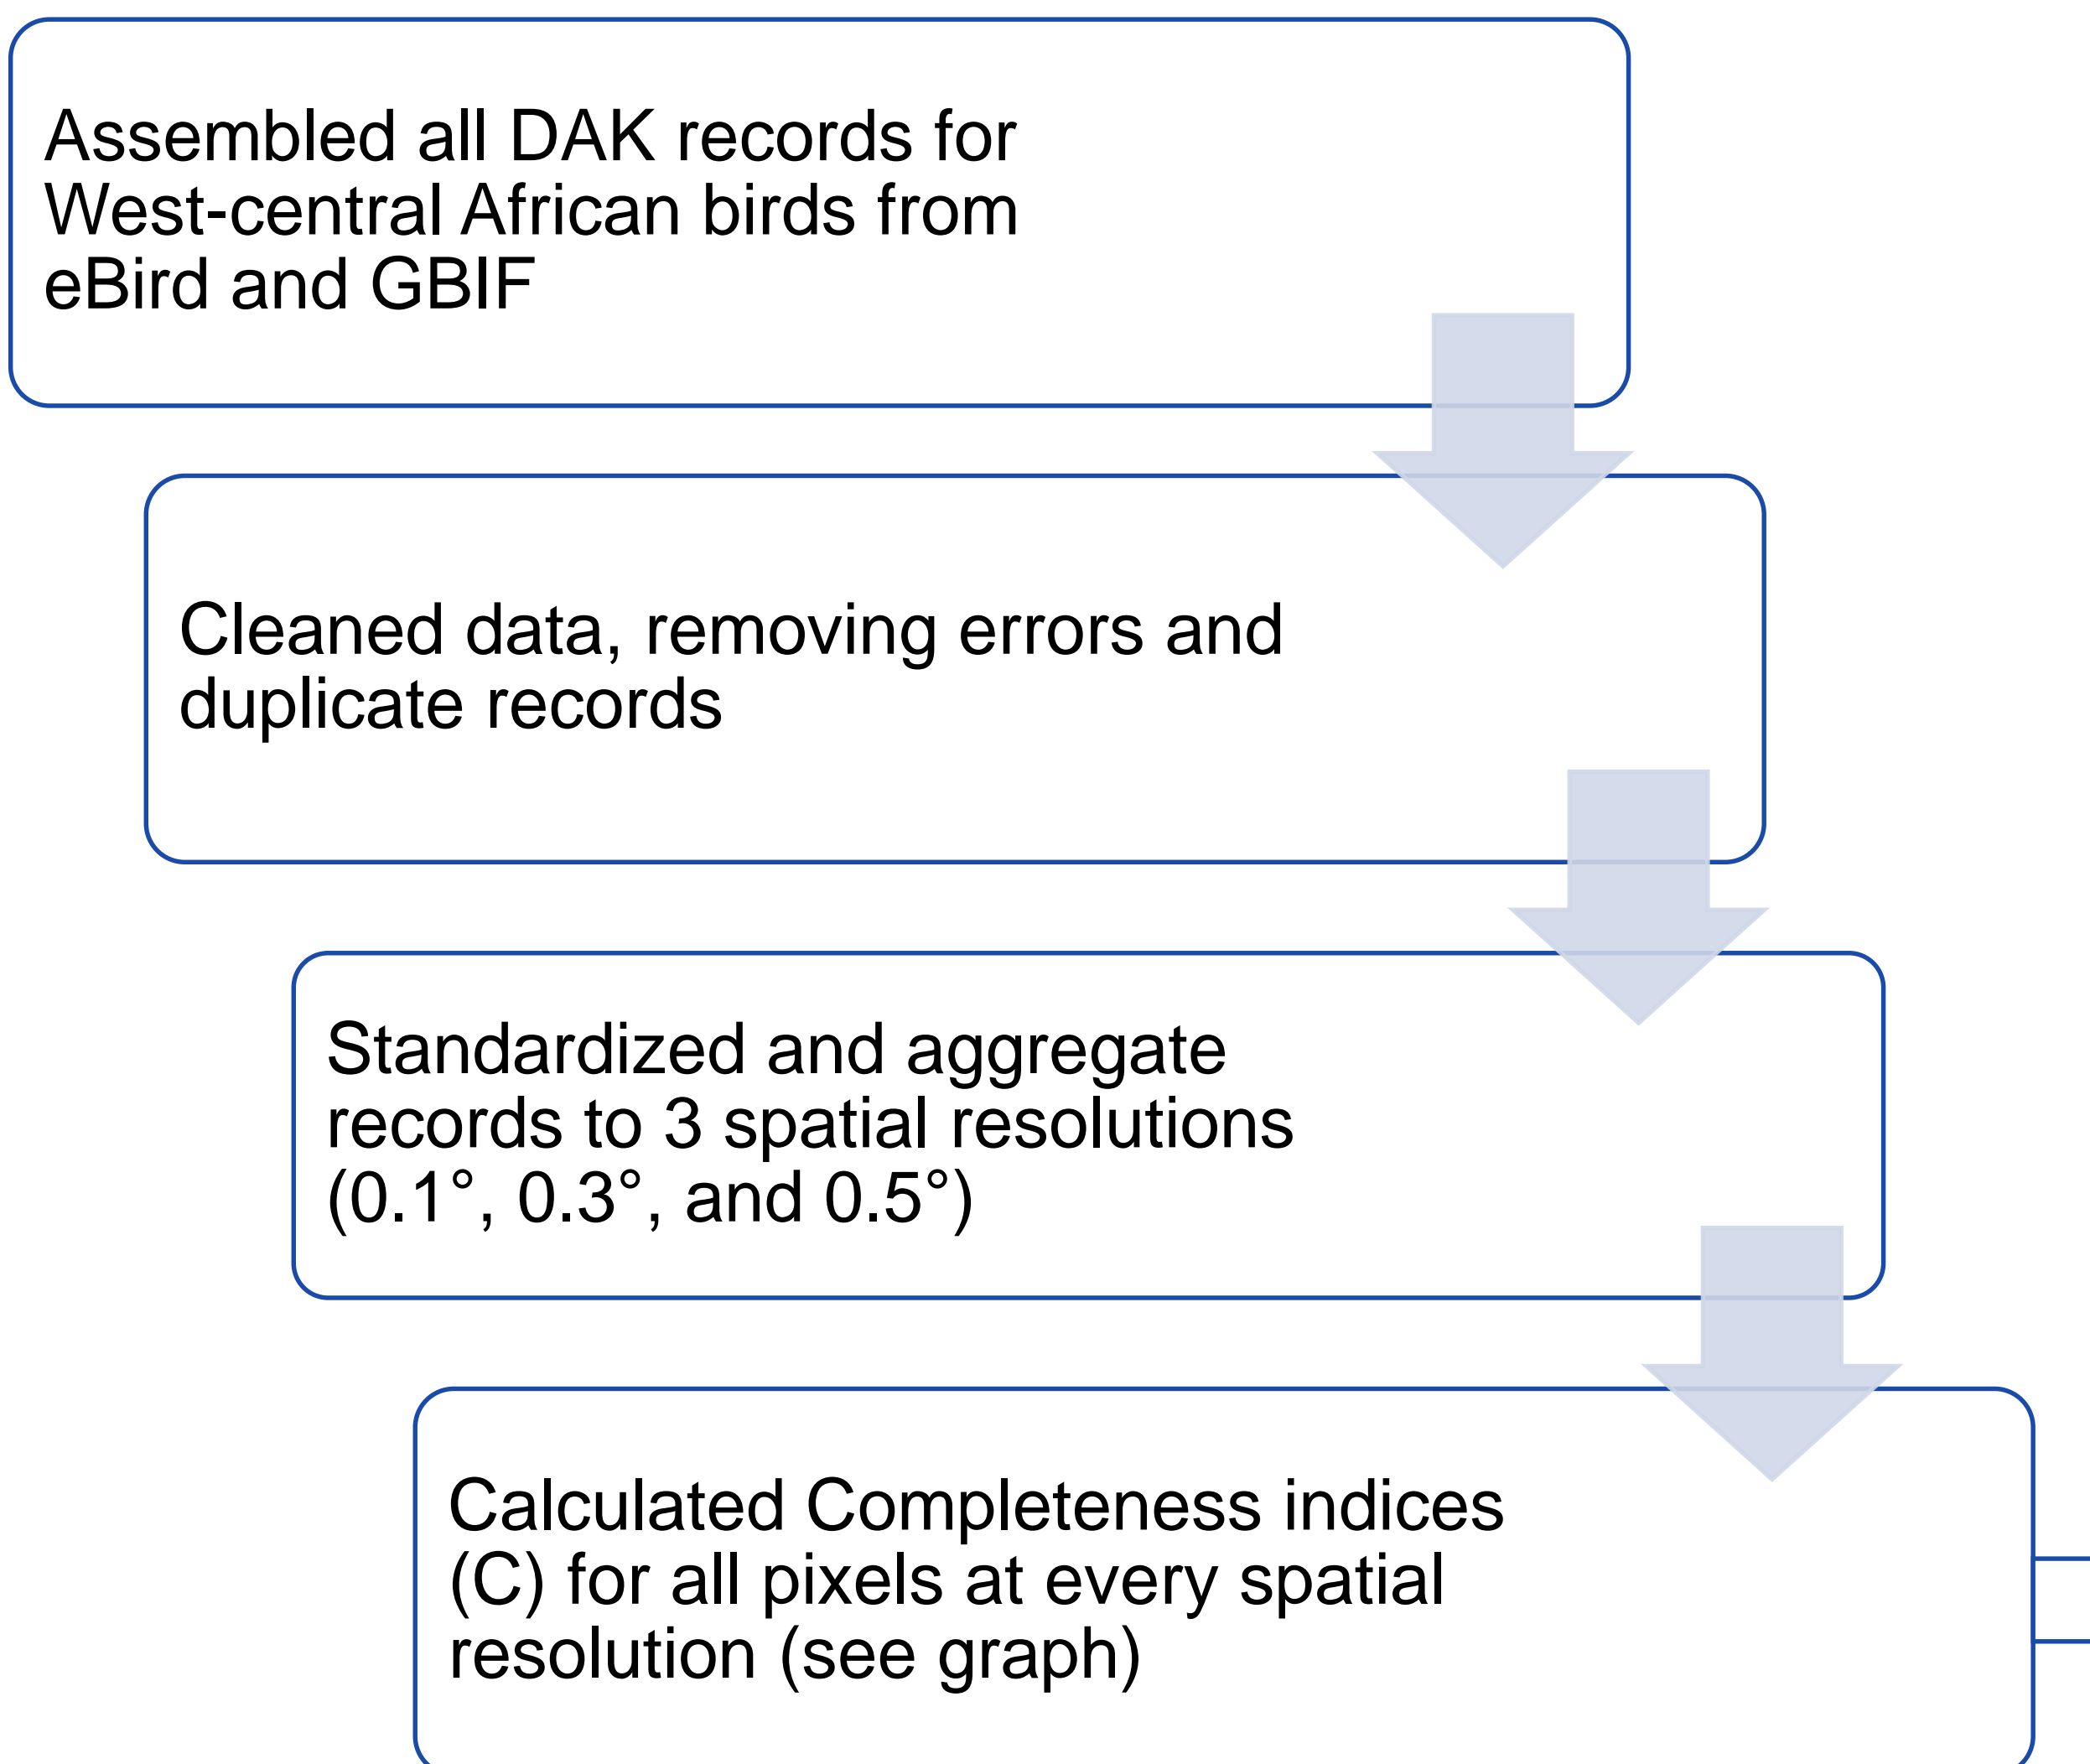 Assembled all DAK records for
West-central African birds from
eBird and GBIF
Cleaned data, removing errors and
duplicate records
Standardized and aggregate
records to 3 spatial resolutions
(0.1°, 0.3°, and 0.5°)
Calculated Completeness indices
(C) for all pixels at every spatial
resolution (see graph)